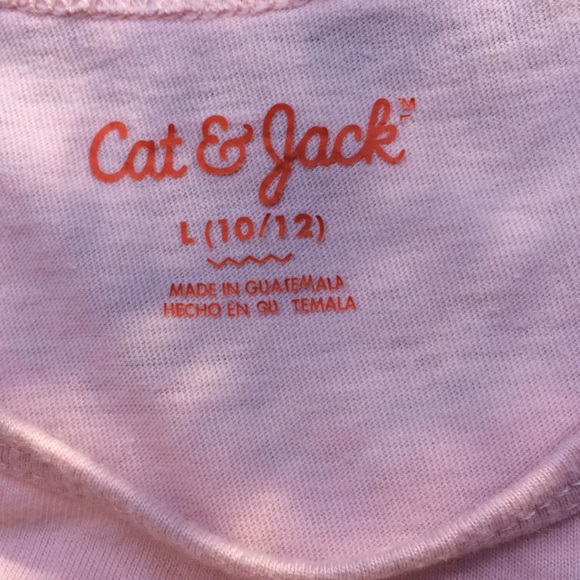 Cat & Jack™
L (10/12)
MADE IN GUATEMALA
HECHO EN GU TEMALA